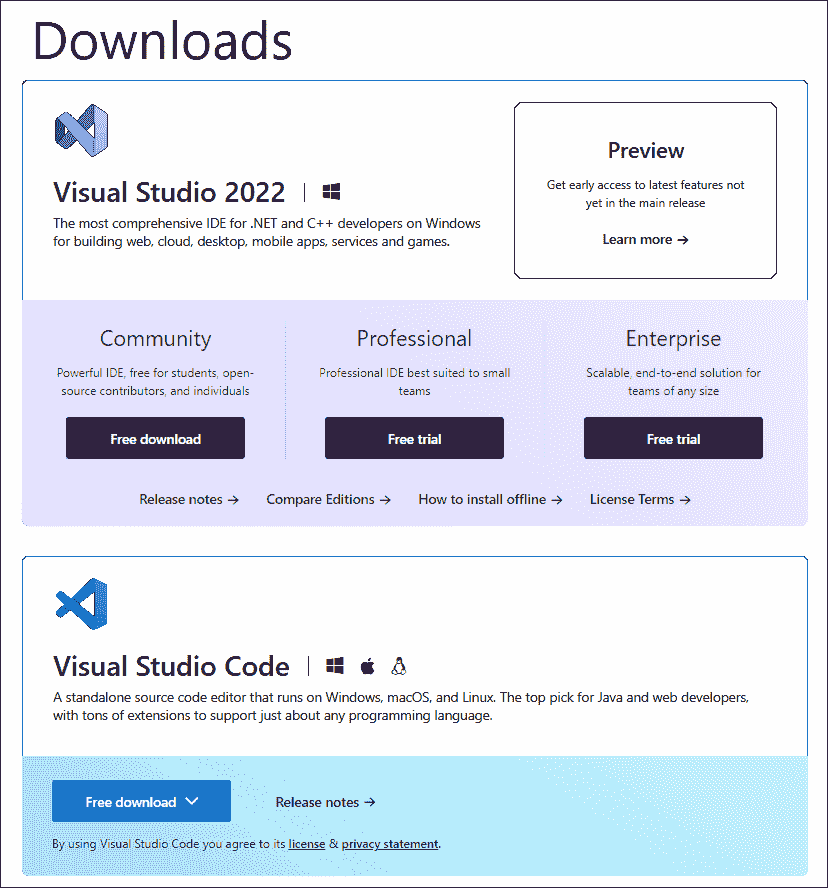 Downloads
Visual Studio 2022
The most comprehensive IDE for .NET and C++ developers on Windows
for building web, cloud, desktop, mobile apps, services and games.
Preview
Get early access to latest features not
yet in the main release
Learn more →
Community
Powerful IDE, free for students, open-
source contributors, and individuals
Free download
Professional
Professional IDE best suited to small
teams
Free trial
Enterprise
Scalable, end-to-end solution for
teams of any size
Free trial
Release notes → Compare Editions → How to install offline → License Terms →
Visual Studio Code
A standalone source code editor that runs on Windows, macOS, and Linux. The top pick for Java and web developers,
with tons of extensions to support just about any programming language.
Free download
Release notes →
By using Visual Studio Code you agree to its license & privacy statement.